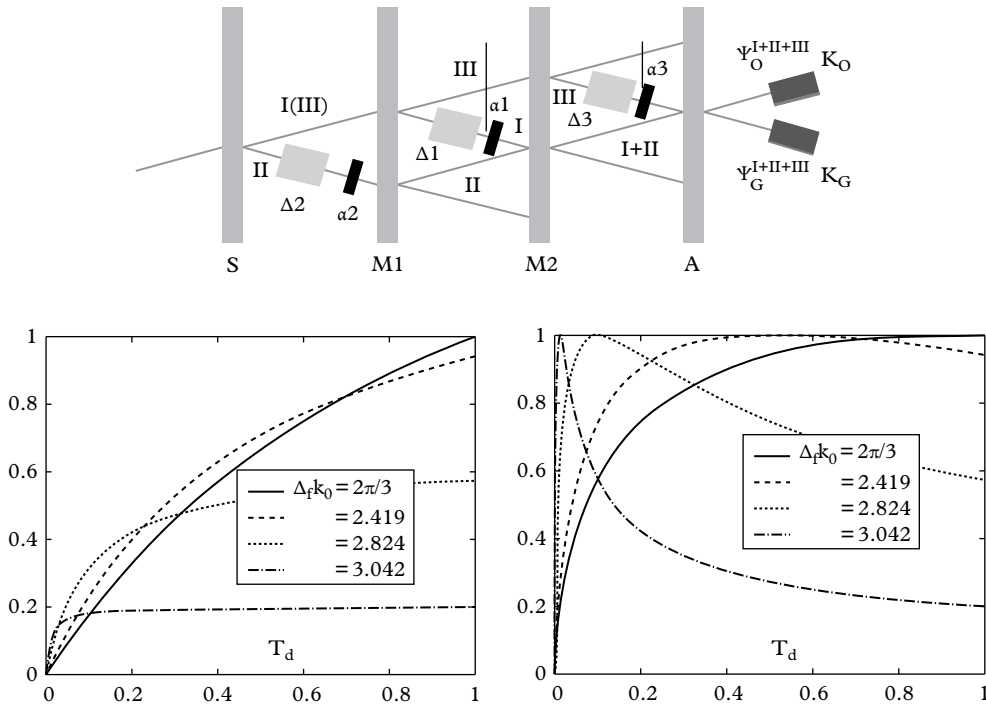 Ψ_O^{I+II+III} K_O
III α3
I(III) α1 III
I Δ3
II Δ1 I+II
II Ψ_G^{I+II+III} K_G
Δ2 α2
S M1 M2 A
1
0.8
0.6
0.4
0.2
0
0 0.2 0.4 0.6 0.8 1
Δ_f k_0 = 2π/3
= 2.419
= 2.824
= 3.042
T_d
1
0.8
0.6
0.4
0.2
0
0 0.2 0.4 0.6 0.8 1
Δ_f k_0 = 2π/3
= 2.419
= 2.824
= 3.042
T_d